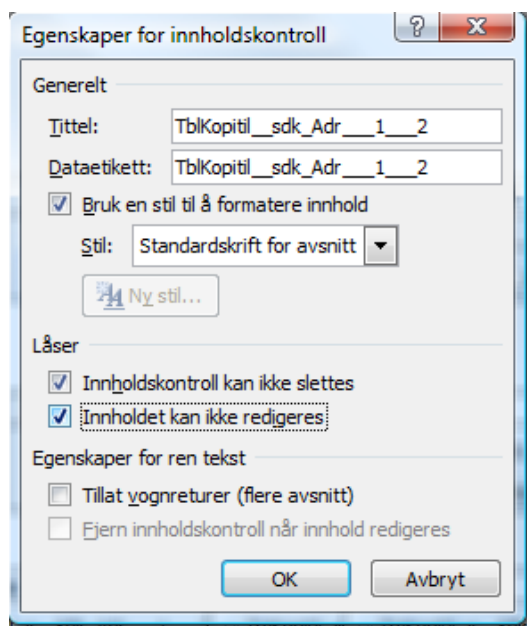 Egenskaper for innholdskontroll
Generelt
Tittel: TblKopitil__sdk_Adr___1___2
Dataetikett: TblKopitil__sdk_Adr___1___2
Bruk en stil til å formatere innhold
Stil: Standardskrift for avsnitt
Ny stil...
Låser
Innholdskontroll kan ikke slettes
Innholdet kan ikke redigeres
Egenskaper for ren tekst
Tillat vognreturer (flere avsnitt)
Fjern innholdskontroll når innhold redigeres
OK Avbryt